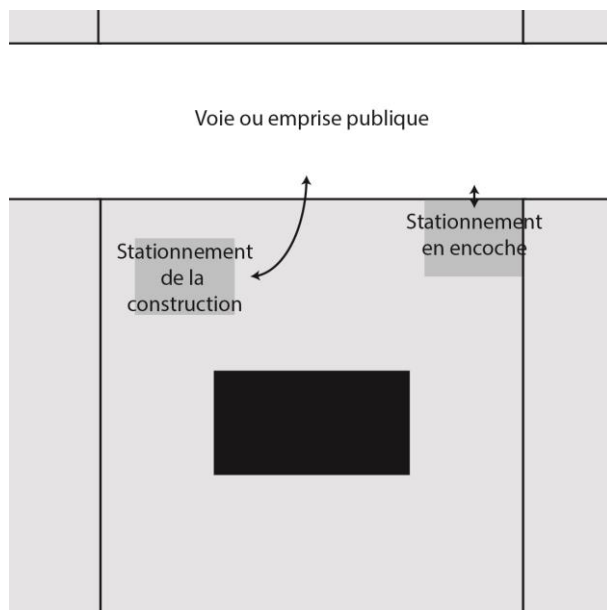 Voie ou emprise publique
Stationnement
en encoche
Stationnement
de la
construction